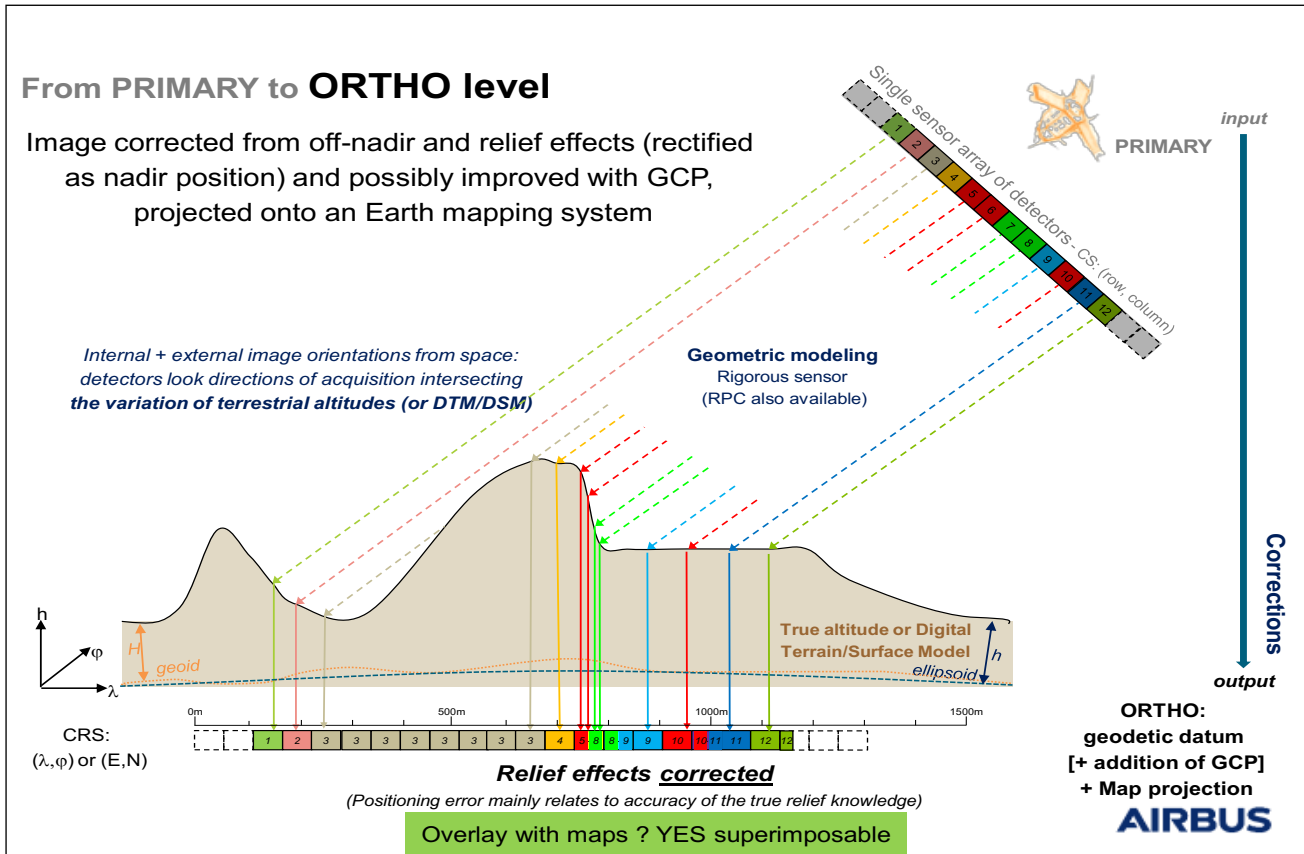 From PRIMARY to ORTHO level
Image corrected from off-nadir and relief effects (rectified
as nadir position) and possibly improved with GCP,
projected onto an Earth mapping system
Single sensor array of detectors - CS: (row, column)
1 2 3 4 5 6 7 8 9 10 11 12
PRIMARY
input
Internal + external image orientations from space:
detectors look directions of acquisition intersecting
the variation of terrestrial altitudes (or DTM/DSM)
Geometric modeling
Rigorous sensor
(RPC also available)
Corrections
h
φ
λ
H
geoid
True altitude or Digital
Terrain/Surface Model
h
ellipsoid
output
0m 500m 1000m 1500m
CRS:
(λ,φ) or (E,N)
1 2 3 3 3 3 3 3 3 3 4 5 8 8 9 9 10 10 11 11 12 12
ORTHO:
geodetic datum
[+ addition of GCP]
+ Map projection
Relief effects corrected
(Positioning error mainly relates to accuracy of the true relief knowledge)
Overlay with maps ? YES superimposable
AIRBUS